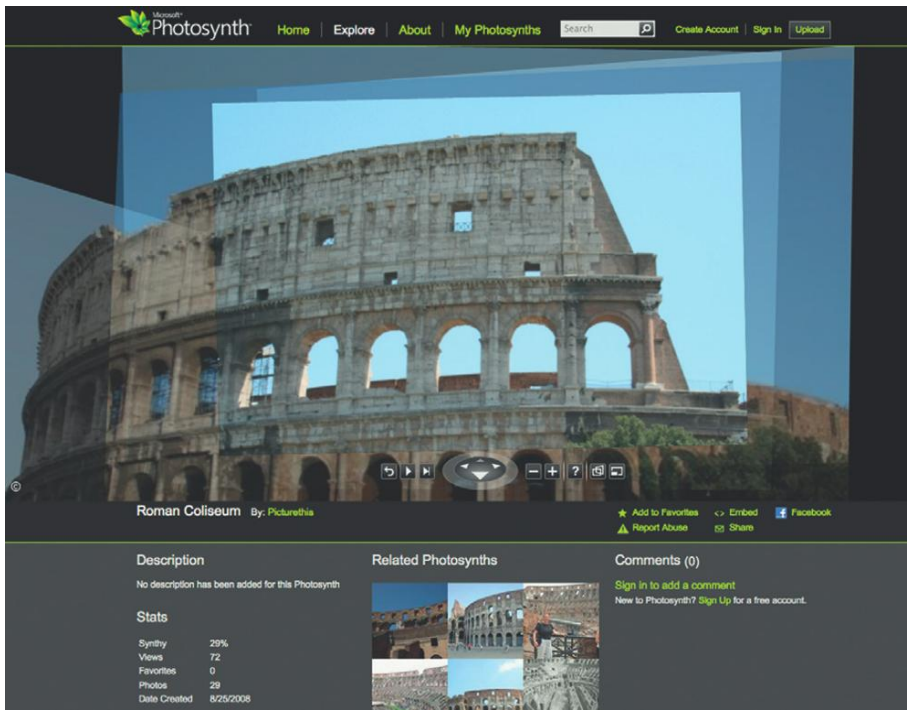 Microsoft®
Photosynth™
Home | Explore | About | My Photosynths
Search
Create Account | Sign In
Upload
©
Roman Coliseum By: Picturethis
Add to Favorites
Embed
Facebook
Report Abuse
Share
Description
No description has been added for this Photosynth
Stats
Synthy 29%
Views 72
Favorites 0
Photos 29
Date Created 8/25/2008
Related Photosynths
Comments (0)
Sign in to add a comment
New to Photosynth? Sign Up for a free account.